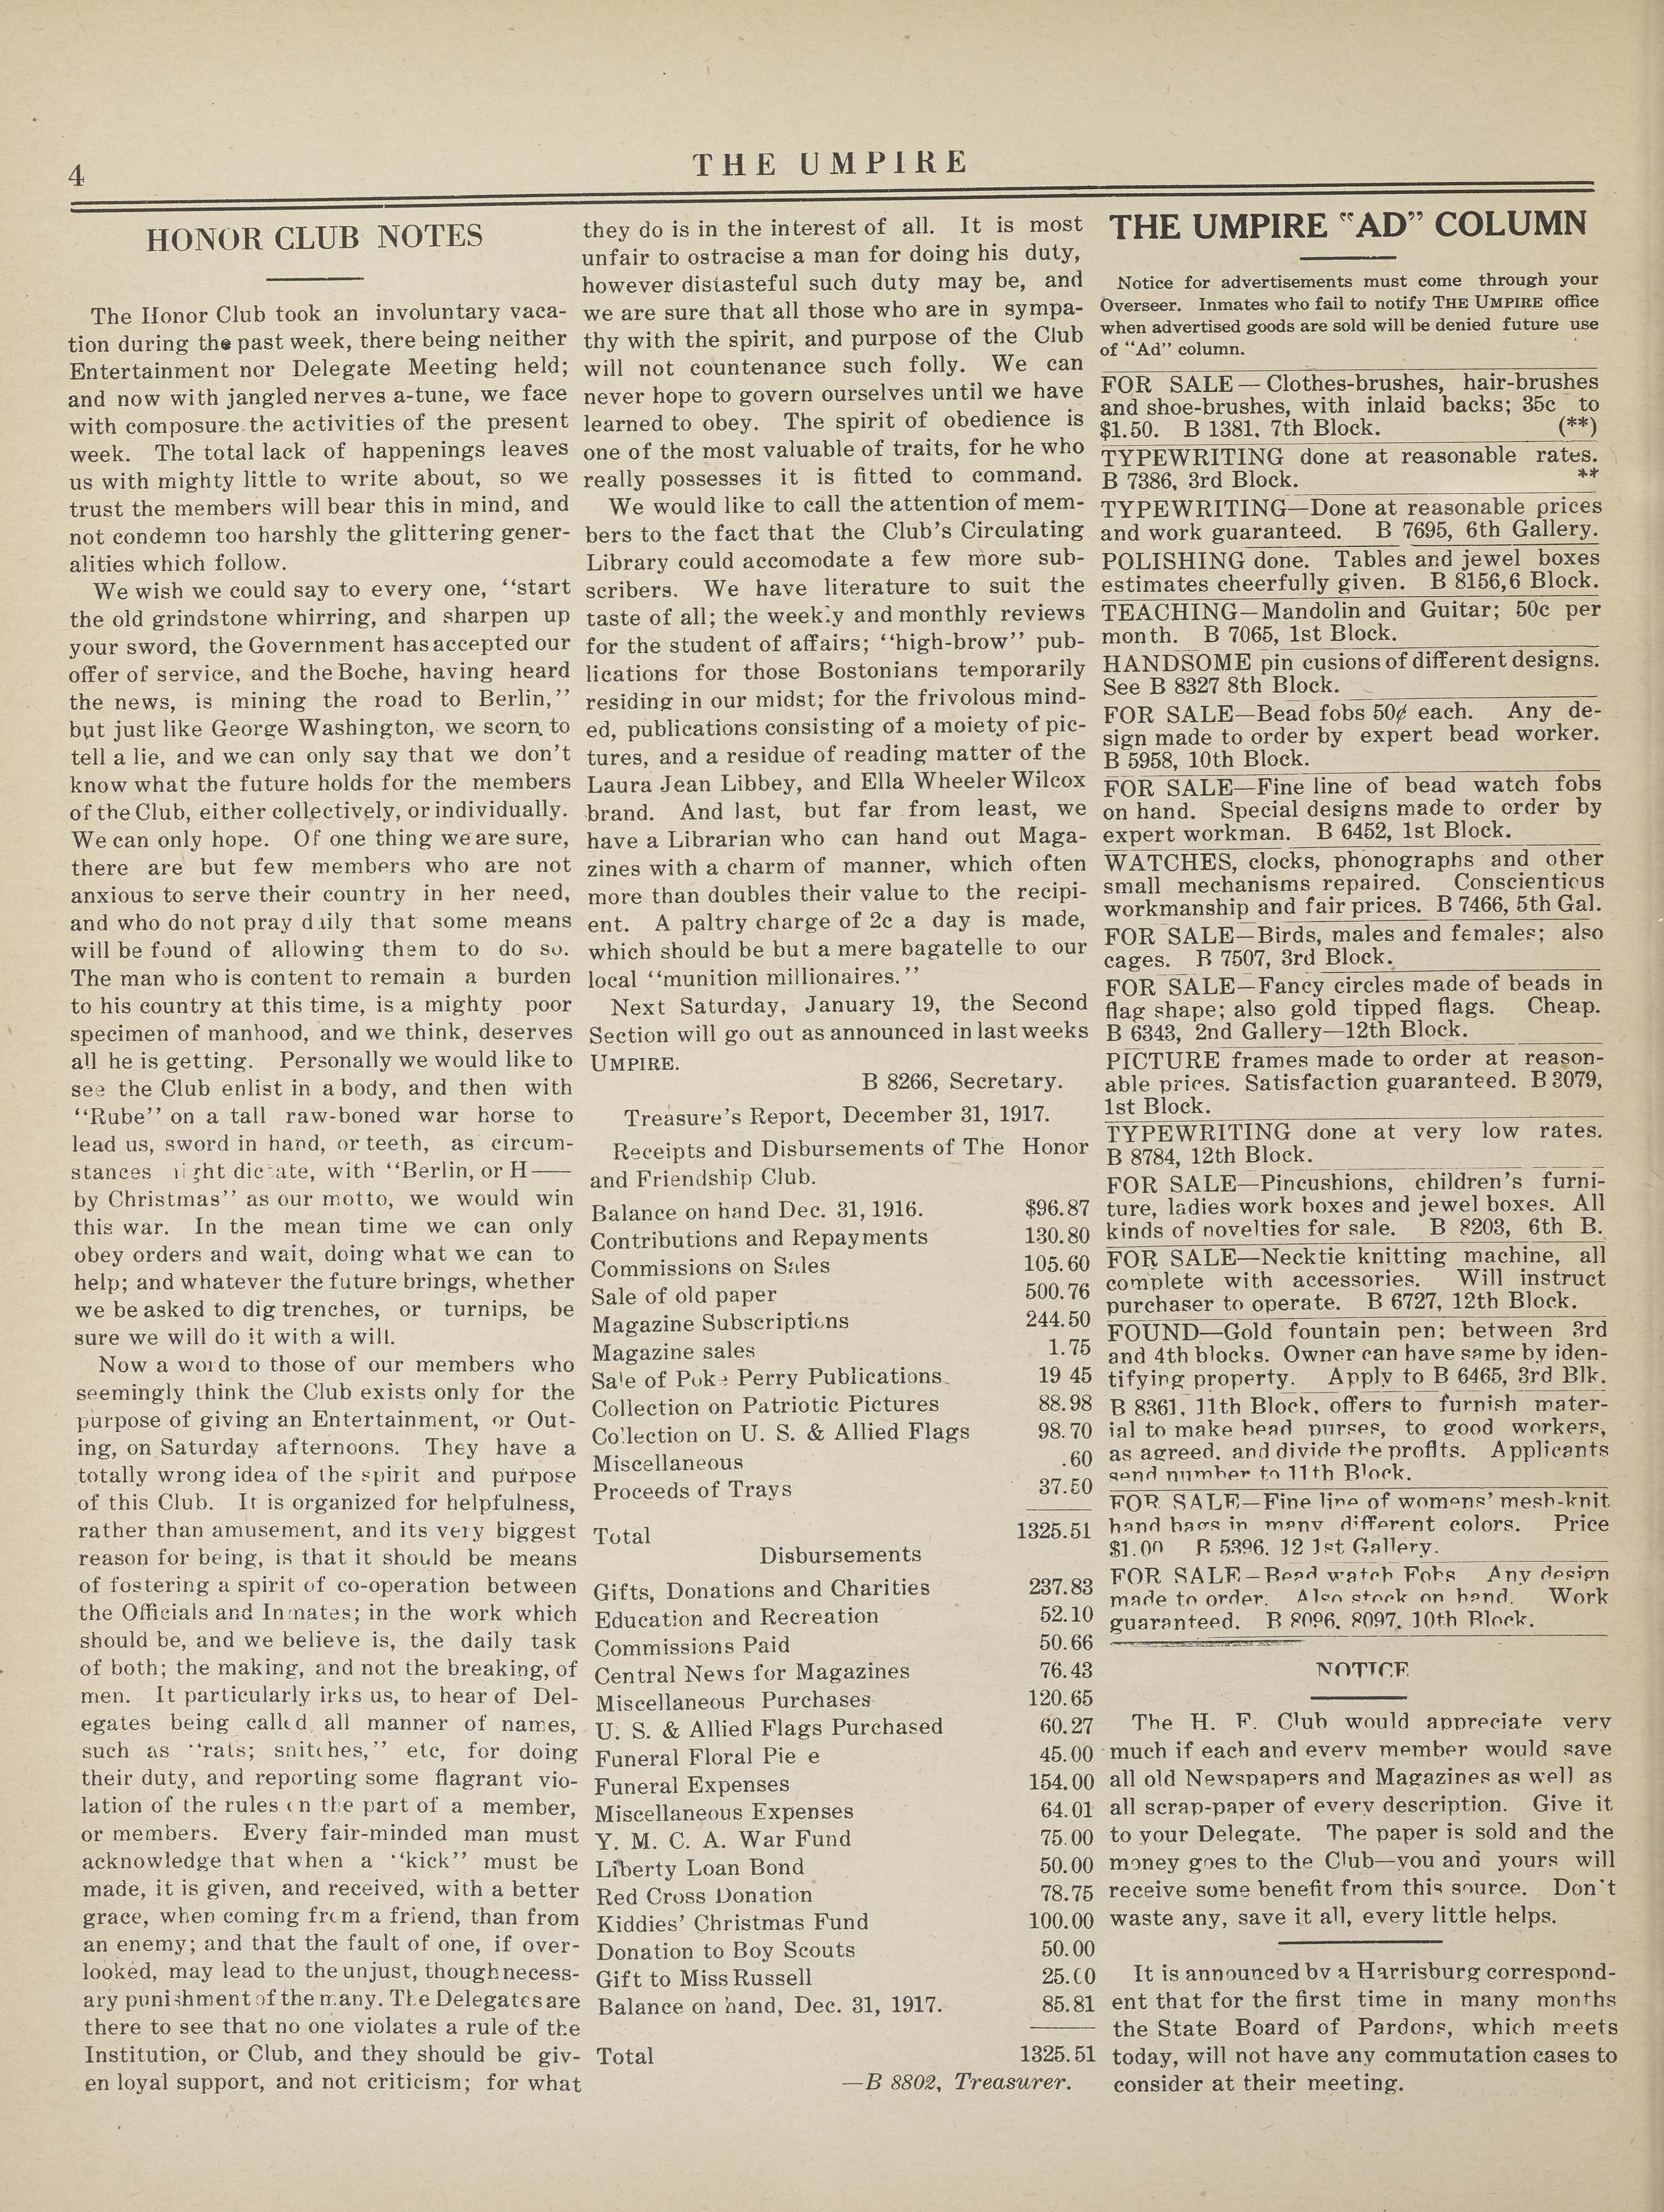 4
THE UMPIRE
HONOR CLUB NOTES
The Honor Club took an involuntary vaca-
tion during the past week, there being neither
Entertainment nor Delegate Meeting held;
and now with jangled nerves a-tune, we face
with composure the activities of the present
week. The total lack of happenings leaves
us with mighty little to write about, so we
trust the members will bear this in mind, and
not condemn too harshly the glittering gener-
alities which follow.
We wish we could say to every one, "start
the old grindstone whirring, and sharpen up
your sword, the Government has accepted our
offer of service, and the Boche, having heard
the news, is mining the road to Berlin,"
but just like George Washington, we scorn to
tell a lie, and we can only say that we don't
know what the future holds for the members
of the Club, either collectively, or individually.
We can only hope. Of one thing we are sure,
there are but few members who are not
anxious to serve their country in her need,
and who do not pray daily that some means
will be found of allowing them to do so.
The man who is content to remain a burden
to his country at this time, is a mighty poor
specimen of manhood, and we think, deserves
all he is getting. Personally we would like to
see the Club enlist in a body, and then with
"Rube" on a tall raw-boned war horse to
lead us, sword in hand, or teeth, as circum-
stances might dictate, with "Berlin, or H——
by Christmas" as our motto, we would win
this war. In the mean time we can only
obey orders and wait, doing what we can to
help; and whatever the future brings, whether
we be asked to dig trenches, or turnips, be
sure we will do it with a will.
Now a word to those of our members who
seemingly think the Club exists only for the
purpose of giving an Entertainment, or Out-
ing, on Saturday afternoons. They have a
totally wrong idea of the spirit and purpose
of this Club. It is organized for helpfulness,
rather than amusement, and its very biggest
reason for being, is that it should be means
of fostering a spirit of co-operation between
the Officials and Inmates; in the work which
should be, and we believe is, the daily task
of both; the making, and not the breaking, of
men. It particularly irks us, to hear of Del-
egates being called all manner of names,
such as "rats; snitches," etc, for doing
their duty, and reporting some flagrant vio-
lation of the rules on the part of a member,
or members. Every fair-minded man must
acknowledge that when a "kick" must be
made, it is given, and received, with a better
grace, when coming from a friend, than from
an enemy; and that the fault of one, if over-
looked, may lead to the unjust, though necess-
ary punishment of the many. The Delegates are
there to see that no one violates a rule of the
Institution, or Club, and they should be giv-
en loyal support, and not criticism; for what
they do is in the interest of all. It is most
unfair to ostracise a man for doing his duty,
however distasteful such duty may be, and
we are sure that all those who are in sympa-
thy with the spirit, and purpose of the Club
will not countenance such folly. We can
never hope to govern ourselves until we have
learned to obey. The spirit of obedience is
one of the most valuable of traits, for he who
really possesses it is fitted to command.
We would like to call the attention of mem-
bers to the fact that the Club's Circulating
Library could accomodate a few more sub-
scribers. We have literature to suit the
taste of all; the weekly and monthly reviews
for the student of affairs; "high-brow" pub-
lications for those Bostonians temporarily
residing in our midst; for the frivolous mind-
ed, publications consisting of a moiety of pic-
tures, and a residue of reading matter of the
Laura Jean Libbey, and Ella Wheeler Wilcox
brand. And last, but far from least, we
have a Librarian who can hand out Maga-
zines with a charm of manner, which often
more than doubles their value to the recipi-
ent. A paltry charge of 2c a day is made,
which should be but a mere bagatelle to our
local "munition millionaires."
Next Saturday, January 19, the Second
Section will go out as announced in last weeks
UMPIRE.
B 8266, Secretary.
Treasure's Report, December 31, 1917.
Receipts and Disbursements of The Honor
and Friendship Club.
Balance on hand Dec. 31, 1916. $96.87
Contributions and Repayments 130.80
Commissions on Sales 105.60
Sale of old paper 500.76
Magazine Subscriptions 244.50
Magazine sales 1.75
Sale of Poke Perry Publications 19 45
Collection on Patriotic Pictures 88.98
Collection on U. S. & Allied Flags 98.70
Miscellaneous .60
Proceeds of Trays 37.50
Total 1325.51
Disbursements
Gifts, Donations and Charities 237.83
Education and Recreation 52.10
Commissions Paid 50.66
Central News for Magazines 76.43
Miscellaneous Purchases 120.65
U. S. & Allied Flags Purchased 60.27
Funeral Floral Pie e 45.00
Funeral Expenses 154.00
Miscellaneous Expenses 64.01
Y. M. C. A. War Fund 75.00
Liberty Loan Bond 50.00
Red Cross Donation 78.75
Kiddies' Christmas Fund 100.00
Donation to Boy Scouts 50.00
Gift to Miss Russell 25.00
Balance on hand, Dec. 31, 1917. 85.81
Total 1325.51
—B 8802, Treasurer.
THE UMPIRE "AD" COLUMN
Notice for advertisements must come through your
Overseer. Inmates who fail to notify THE UMPIRE office
when advertised goods are sold will be denied future use
of "Ad" column.
FOR SALE—Clothes-brushes, hair-brushes
and shoe-brushes, with inlaid backs; 35c to
$1.50. B 1381, 7th Block. (**)
TYPEWRITING done at reasonable rates.
B 7386, 3rd Block. **
TYPEWRITING—Done at reasonable prices
and work guaranteed. B 7695, 6th Gallery.
POLISHING done. Tables and jewel boxes
estimates cheerfully given. B 8156,6 Block.
TEACHING—Mandolin and Guitar; 50c per
month. B 7065, 1st Block.
HANDSOME pin cusions of different designs.
See B 8327 8th Block.
FOR SALE—Bead fobs 50¢ each. Any de-
sign made to order by expert bead worker.
B 5958, 10th Block.
FOR SALE—Fine line of bead watch fobs
on hand. Special designs made to order by
expert workman. B 6452, 1st Block.
WATCHES, clocks, phonographs and other
small mechanisms repaired. Conscientious
workmanship and fair prices. B 7466, 5th Gal.
FOR SALE—Birds, males and females; also
cages. B 7507, 3rd Block.
FOR SALE—Fancy circles made of beads in
flag shape; also gold tipped flags. Cheap.
B 6343, 2nd Gallery—12th Block.
PICTURE frames made to order at reason-
able prices. Satisfaction guaranteed. B 3079,
1st Block.
TYPEWRITING done at very low rates.
B 8784, 12th Block.
FOR SALE—Pincushions, children's furni-
ture, ladies work boxes and jewel boxes. All
kinds of novelties for sale. B 8203, 6th B.
FOR SALE—Necktie knitting machine, all
complete with accessories. Will instruct
purchaser to operate. B 6727, 12th Block.
FOUND—Gold fountain pen; between 3rd
and 4th blocks. Owner can have same by iden-
tifying property. Apply to B 6465, 3rd Blk.
B 8361, 11th Block, offers to furnish mater-
ial to make bead purses, to good workers,
as agreed, and divide the profits. Applicants
send number to 11th Block.
FOR SALE—Fine line of womens' mesh-knit
hand bags in many different colors. Price
$1.00 B 5396, 12 1st Gallery.
FOR SALE—Bead watch Fobs Any design
made to order. Also stock on hand. Work
guaranteed. B 8096, 8097, 10th Block.
NOTICE
The H. F. Club would appreciate very
much if each and every member would save
all old Newspapers and Magazines as well as
all scrap-paper of every description. Give it
to your Delegate. The paper is sold and the
money goes to the Club—you and yours will
receive some benefit from this source. Don't
waste any, save it all, every little helps.
It is announced by a Harrisburg correspond-
ent that for the first time in many months
the State Board of Pardons, which meets
today, will not have any commutation cases to
consider at their meeting.